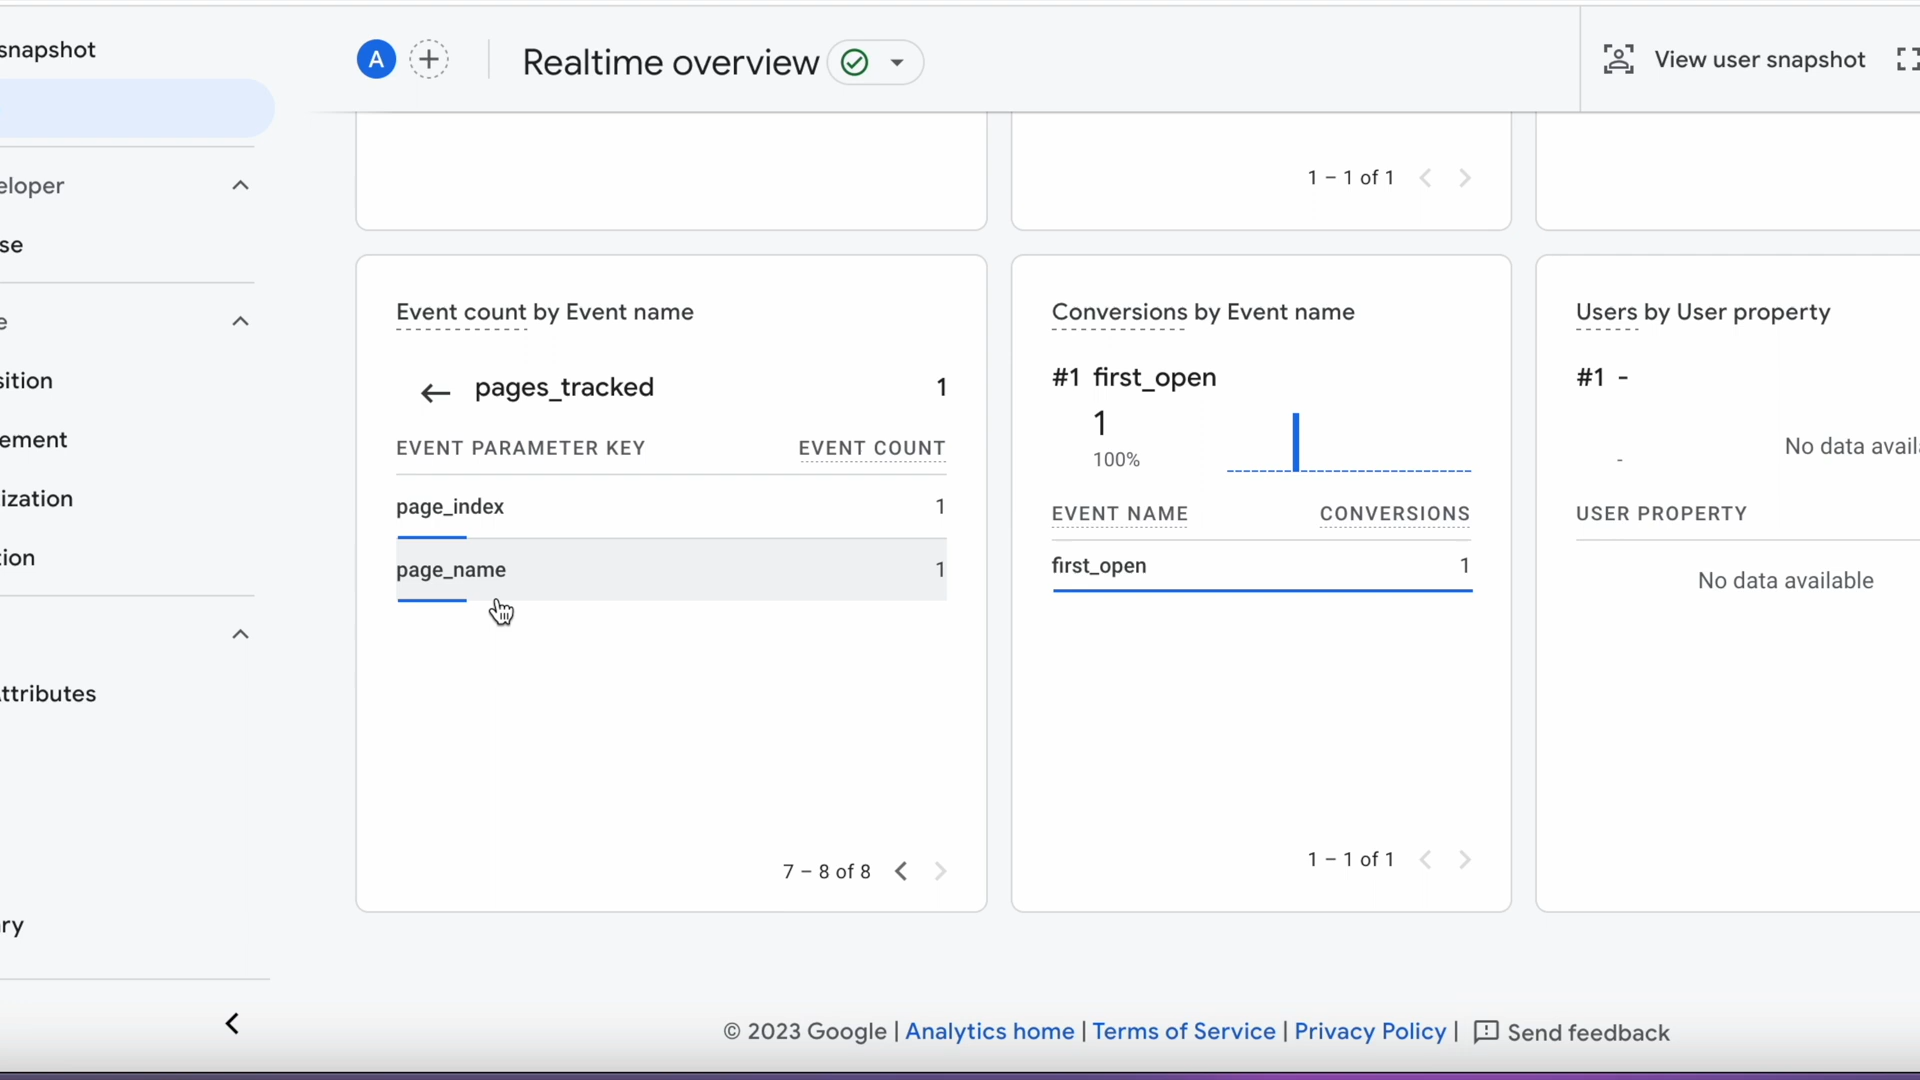 snapshot
A
Realtime overview
View user snapshot
eloper
se
e
sition
ement
ization
tion
ttributes
ry
1 – 1 of 1
Event count by Event name
pages_tracked 1
EVENT PARAMETER KEY EVENT COUNT
page_index 1
page_name 1
7 – 8 of 8
Conversions by Event name
#1 first_open
1
100%
EVENT NAME CONVERSIONS
first_open 1
1 – 1 of 1
Users by User property
#1 -
No data avail
-
USER PROPERTY
No data available
© 2023 Google | Analytics home | Terms of Service | Privacy Policy | Send feedback